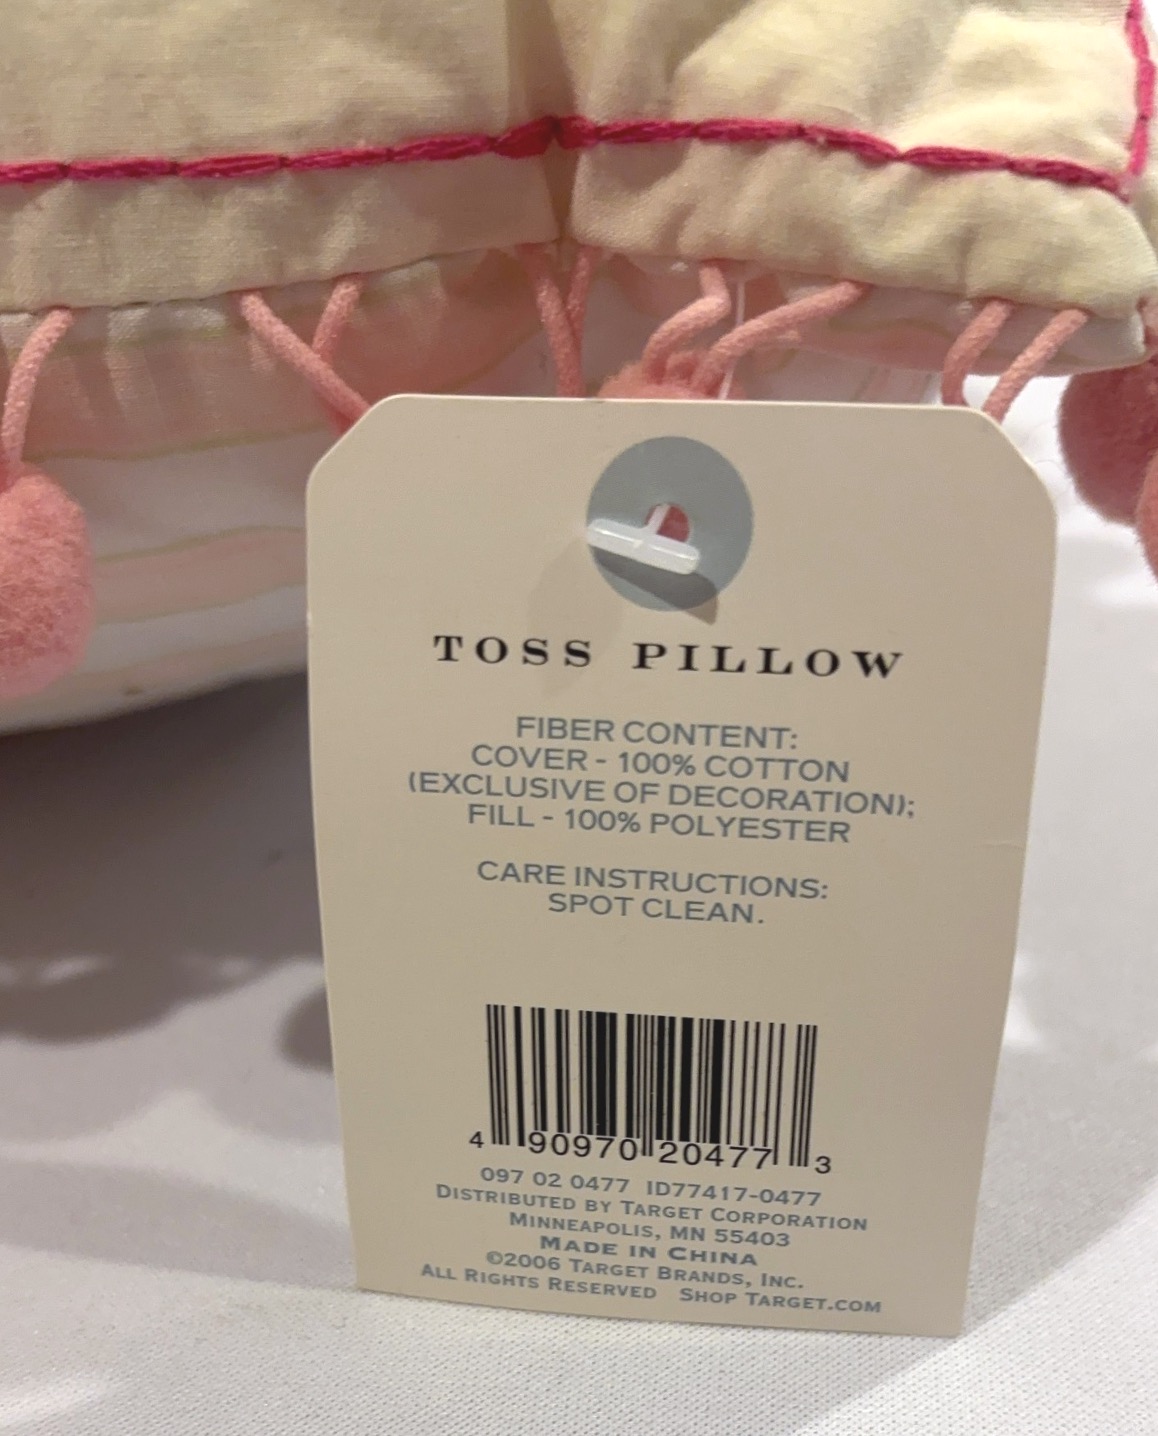 TOSS PILLOW
FIBER CONTENT:
COVER - 100% COTTON
(EXCLUSIVE OF DECORATION);
FILL - 100% POLYESTER
CARE INSTRUCTIONS:
SPOT CLEAN.
4 90970 20477 3
097 02 0477 ID77417-0477
DISTRIBUTED BY TARGET CORPORATION
MINNEAPOLIS, MN 55403
MADE IN CHINA
©2006 TARGET BRANDS, INC.
ALL RIGHTS RESERVED SHOP TARGET.COM